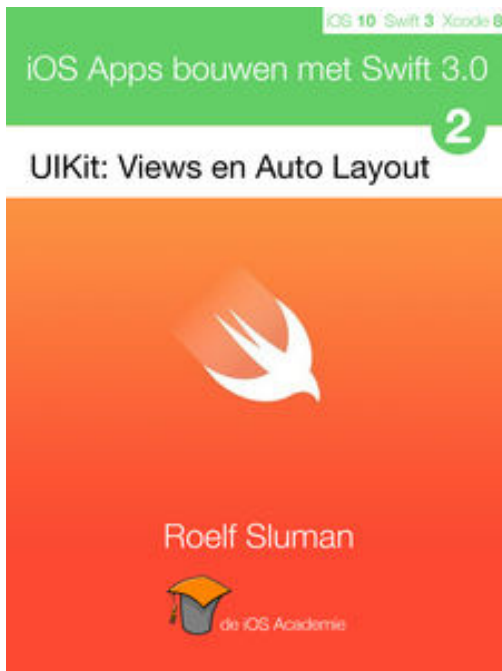 iOS 10 Swift 3 Xcode 8
iOS Apps bouwen met Swift 3.0
2
UIKit: Views en Auto Layout
Roelf Sluman
de iOS Academie